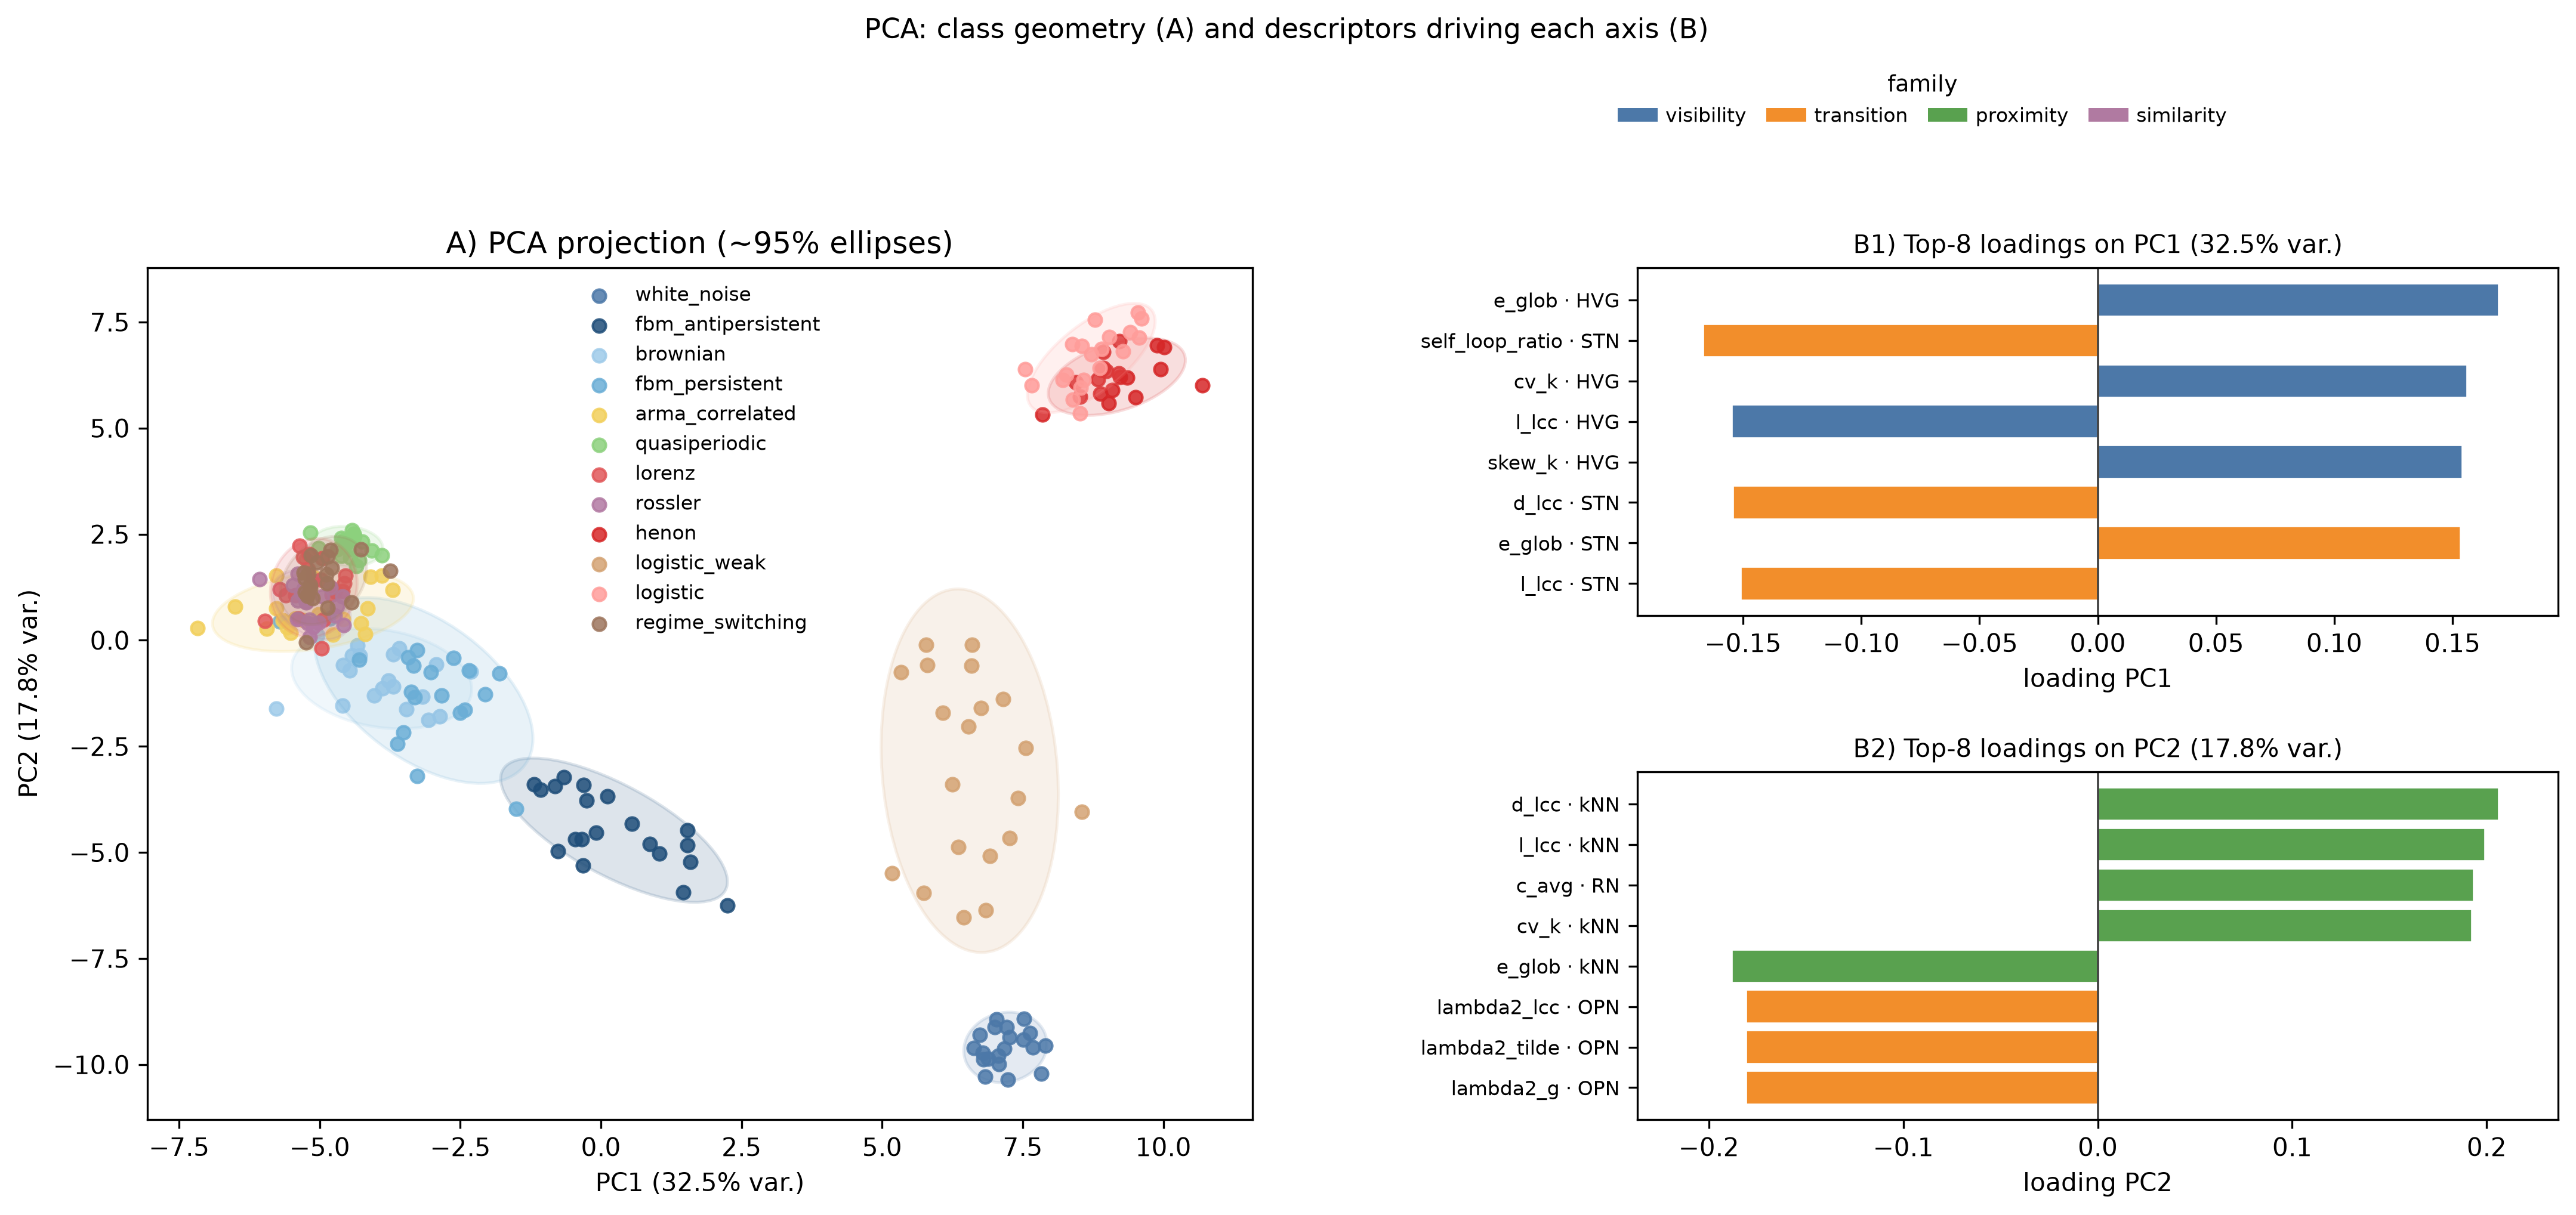 PCA: class geometry (A) and descriptors driving each axis (B)
family
visibility transition proximity similarity
A) PCA projection (~95% ellipses)
white_noise
fbm_antipersistent
brownian
fbm_persistent
arma_correlated
quasiperiodic
lorenz
rossler
henon
logistic_weak
logistic
regime_switching
7.5
5.0
2.5
0.0
−2.5
−5.0
−7.5
−10.0
PC2 (17.8% var.)
−7.5 −5.0 −2.5 0.0 2.5 5.0 7.5 10.0
PC1 (32.5% var.)
B1) Top-8 loadings on PC1 (32.5% var.)
e_glob · HVG
self_loop_ratio · STN
cv_k · HVG
l_lcc · HVG
skew_k · HVG
d_lcc · STN
e_glob · STN
l_lcc · STN
−0.15 −0.10 −0.05 0.00 0.05 0.10 0.15
loading PC1
B2) Top-8 loadings on PC2 (17.8% var.)
d_lcc · kNN
l_lcc · kNN
c_avg · RN
cv_k · kNN
e_glob · kNN
lambda2_lcc · OPN
lambda2_tilde · OPN
lambda2_g · OPN
−0.2 −0.1 0.0 0.1 0.2
loading PC2